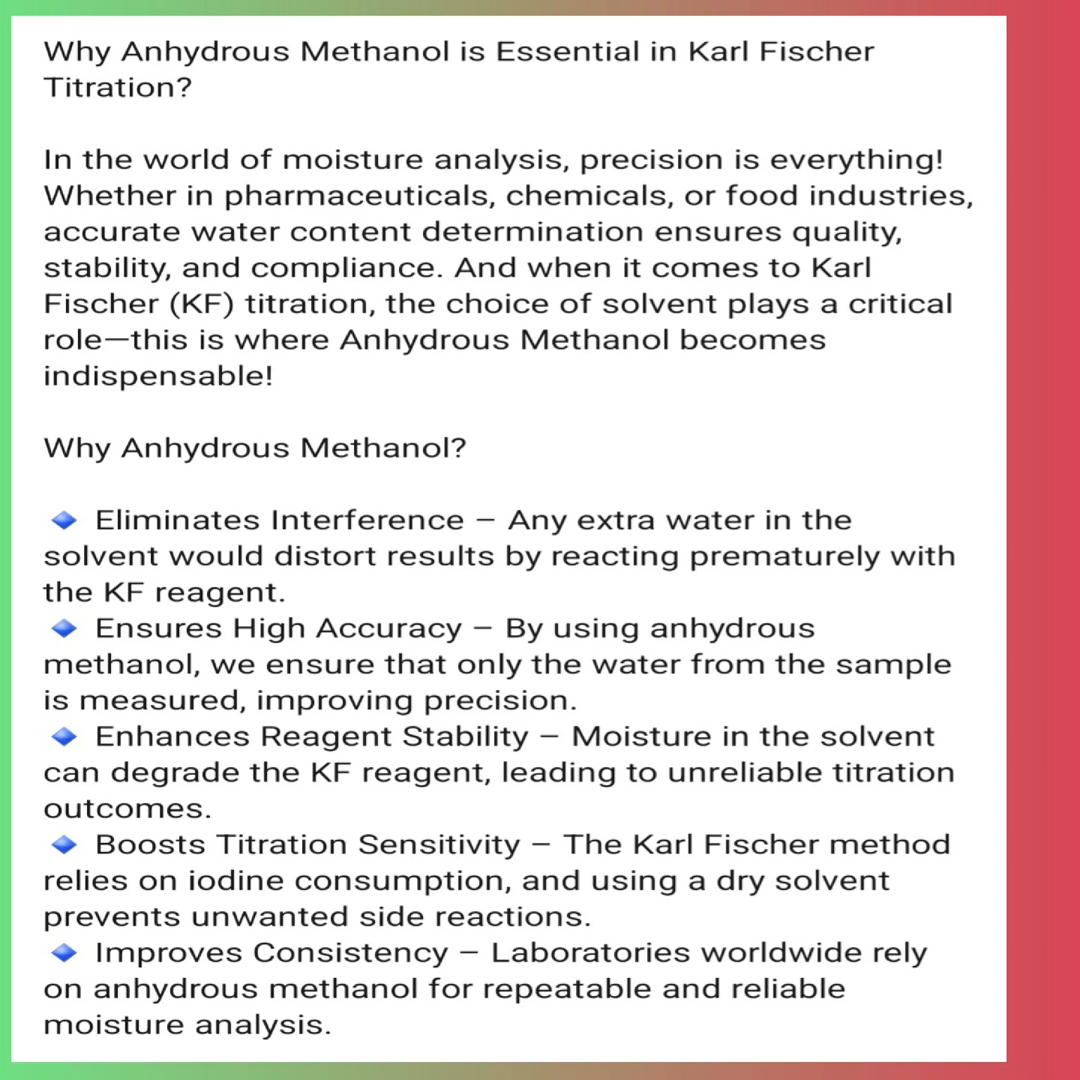 Why Anhydrous Methanol is Essential in Karl Fischer
Titration?
In the world of moisture analysis, precision is everything!
Whether in pharmaceuticals, chemicals, or food industries,
accurate water content determination ensures quality,
stability, and compliance. And when it comes to Karl
Fischer (KF) titration, the choice of solvent plays a critical
role—this is where Anhydrous Methanol becomes
indispensable!
Why Anhydrous Methanol?
🔹 Eliminates Interference – Any extra water in the
solvent would distort results by reacting prematurely with
the KF reagent.
🔹 Ensures High Accuracy – By using anhydrous
methanol, we ensure that only the water from the sample
is measured, improving precision.
🔹 Enhances Reagent Stability – Moisture in the solvent
can degrade the KF reagent, leading to unreliable titration
outcomes.
🔹 Boosts Titration Sensitivity – The Karl Fischer method
relies on iodine consumption, and using a dry solvent
prevents unwanted side reactions.
🔹 Improves Consistency – Laboratories worldwide rely
on anhydrous methanol for repeatable and reliable
moisture analysis.